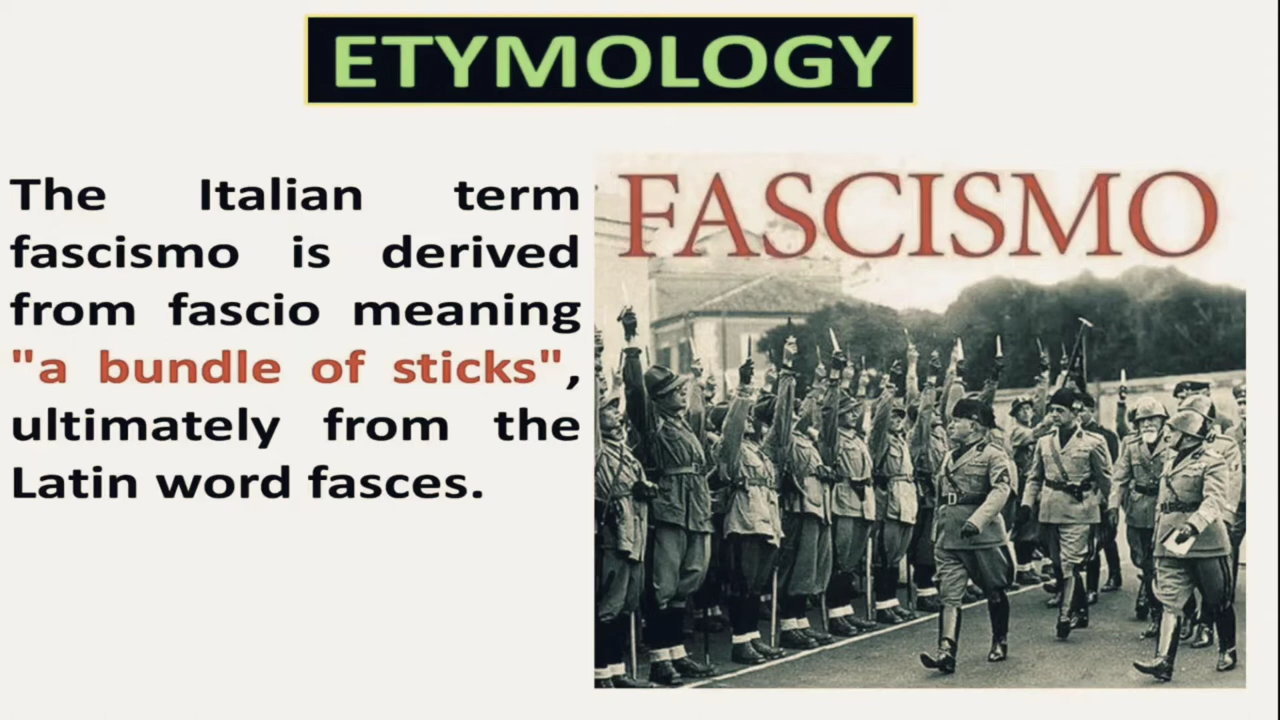 ETYMOLOGY
The Italian term
fascismo is derived
from fascio meaning
"a bundle of sticks",
ultimately from the
Latin word fasces.
FASCISMO